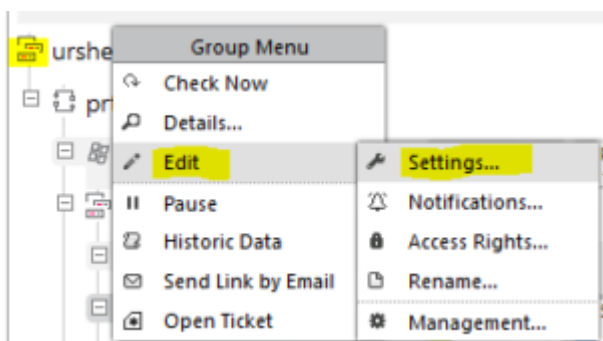 urshe
Group Menu
Check Now
prt
Details...
Edit
Settings...
Pause
Notifications...
Historic Data
Access Rights...
Send Link by Email
Rename...
Open Ticket
Management...